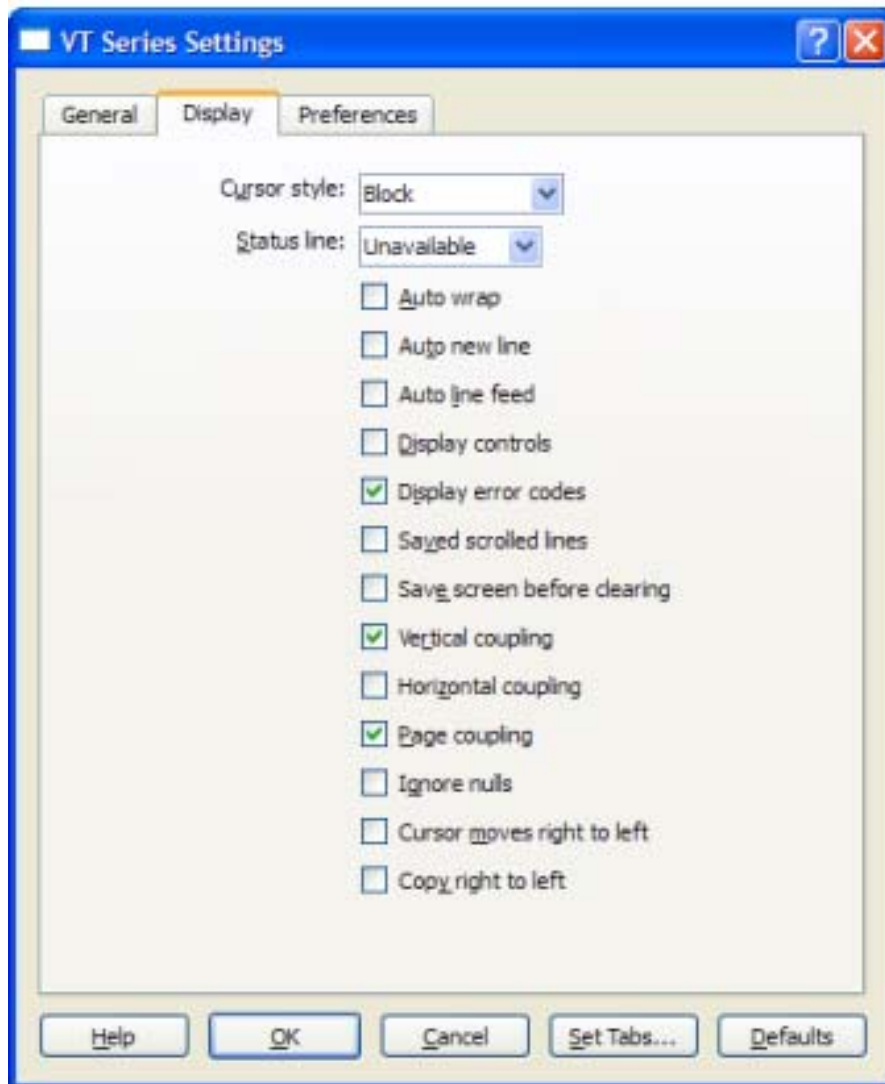 VT Series Settings
General Display Preferences
Cursor style: Block
Status line: Unavailable
Auto wrap
Auto new line
Auto line feed
Display controls
Display error codes
Saved scrolled lines
Save screen before clearing
Vertical coupling
Horizontal coupling
Page coupling
Ignore nulls
Cursor moves right to left
Copy right to left
Help OK Cancel Set Tabs... Defaults